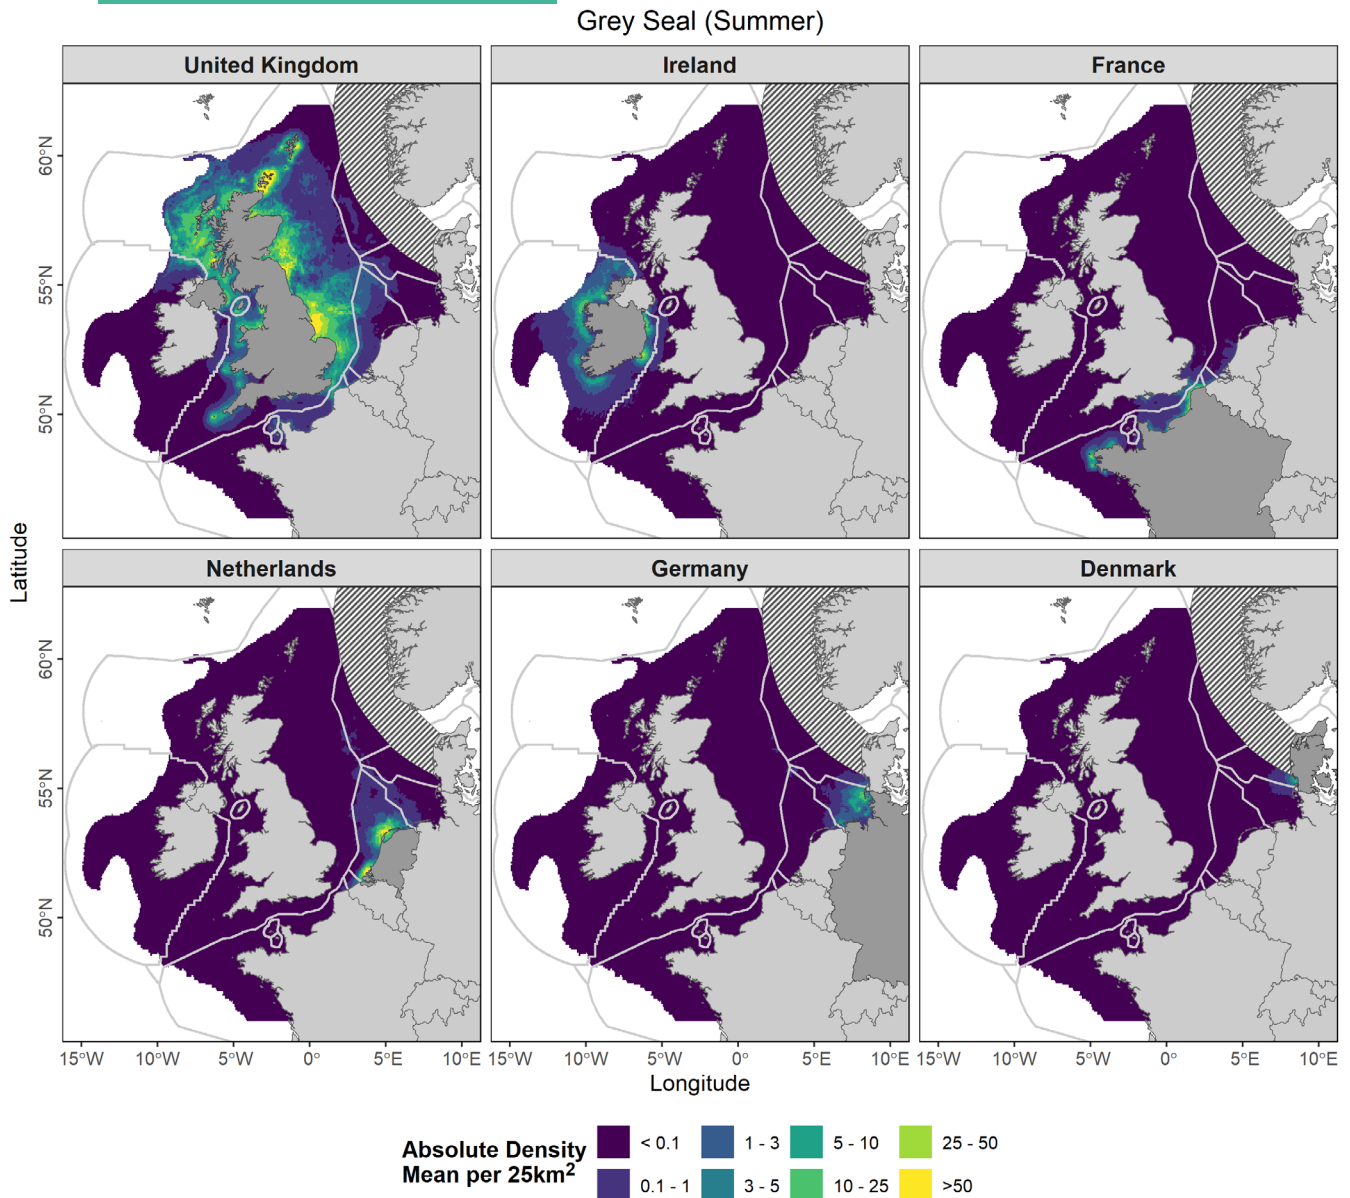 Grey Seal (Summer)
United Kingdom
Ireland
France
60°N
55°N
50°N
Latitude
Netherlands
Germany
Denmark
60°N
55°N
50°N
15°W 10°W 5°W 0° 5°E 10°E
15°W 10°W 5°W 0° 5°E 10°E
15°W 10°W 5°W 0° 5°E 10°E
Longitude
Absolute Density
Mean per 25km²
< 0.1 1 - 3 5 - 10 25 - 50
0.1 - 1 3 - 5 10 - 25 >50